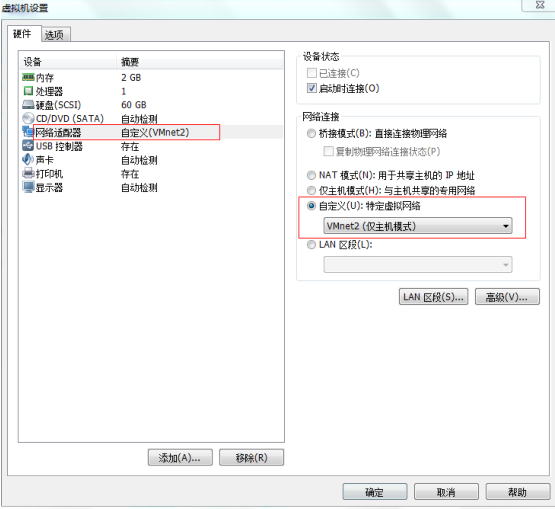 虚拟机设置
硬件 选项
设备 摘要
内存 2 GB
处理器 1
硬盘(SCSI) 60 GB
CD/DVD (SATA) 自动检测
网络适配器 自定义(VMnet2)
USB 控制器 存在
声卡 自动检测
打印机 存在
显示器 自动检测
添加(A)... 移除(R)
设备状态
已连接(C)
启动时连接(O)
网络连接
桥接模式(B): 直接连接物理网络
复制物理网络连接状态(P)
NAT 模式(N): 用于共享主机的 IP 地址
仅主机模式(H): 与主机共享的专用网络
自定义(U): 特定虚拟网络
VMnet2 (仅主机模式)
LAN 区段(L):
LAN 区段(S)... 高级(V)...
确定 取消 帮助